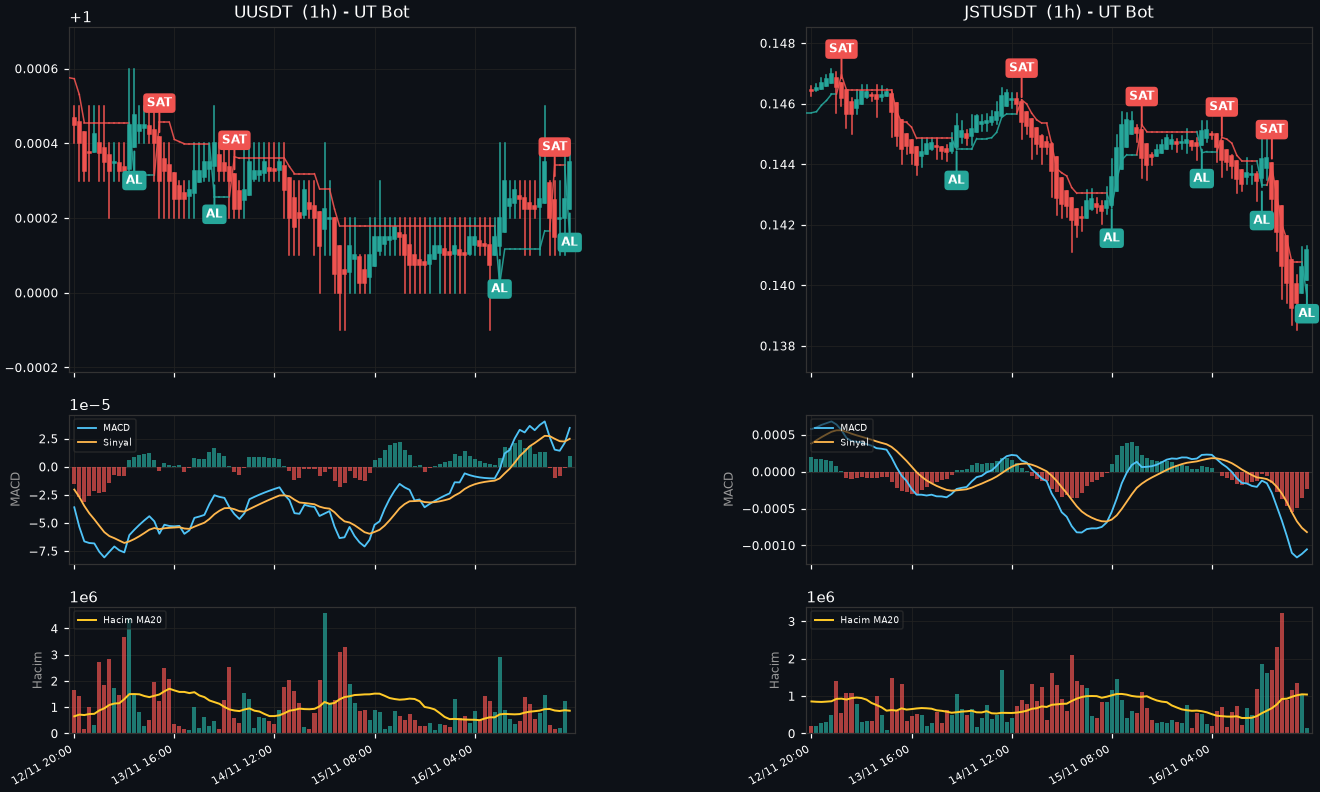 UUSDT (1h) - UT Bot
+1
0.0006
0.0004
0.0002
0.0000
−0.0002
SAT
SAT
SAT
AL
AL
AL
AL
1e−5
MACD
Sinyal
2.5
0.0
−2.5
−5.0
−7.5
MACD
1e6
Hacim MA20
4
3
2
1
0
Hacim
12/11 20:00
13/11 16:00
14/11 12:00
15/11 08:00
16/11 04:00
JSTUSDT (1h) - UT Bot
0.148
0.146
0.144
0.142
0.140
0.138
SAT
SAT
SAT
SAT
SAT
AL
AL
AL
AL
AL
MACD
Sinyal
0.0005
0.0000
−0.0005
−0.0010
MACD
1e6
Hacim MA20
3
2
1
0
Hacim
12/11 20:00
13/11 16:00
14/11 12:00
15/11 08:00
16/11 04:00